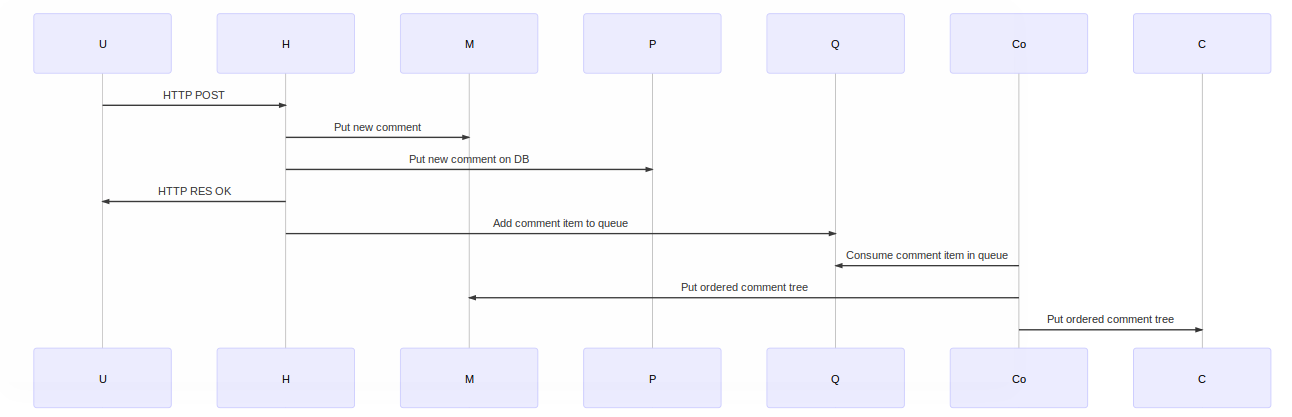 U H M P Q Co C
HTTP POST
Put new comment
Put new comment on DB
HTTP RES OK
Add comment item to queue
Consume comment item in queue
Put ordered comment tree
Put ordered comment tree
U H M P Q Co C